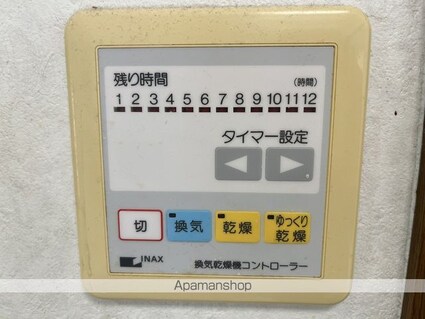 残り時間 (時間)
1 2 3 4 5 6 7 8 9 10 11 12
タイマー設定
切 換気 乾燥 ゆっくり乾燥
INAX 換気乾燥機コントローラー
Apamanshop